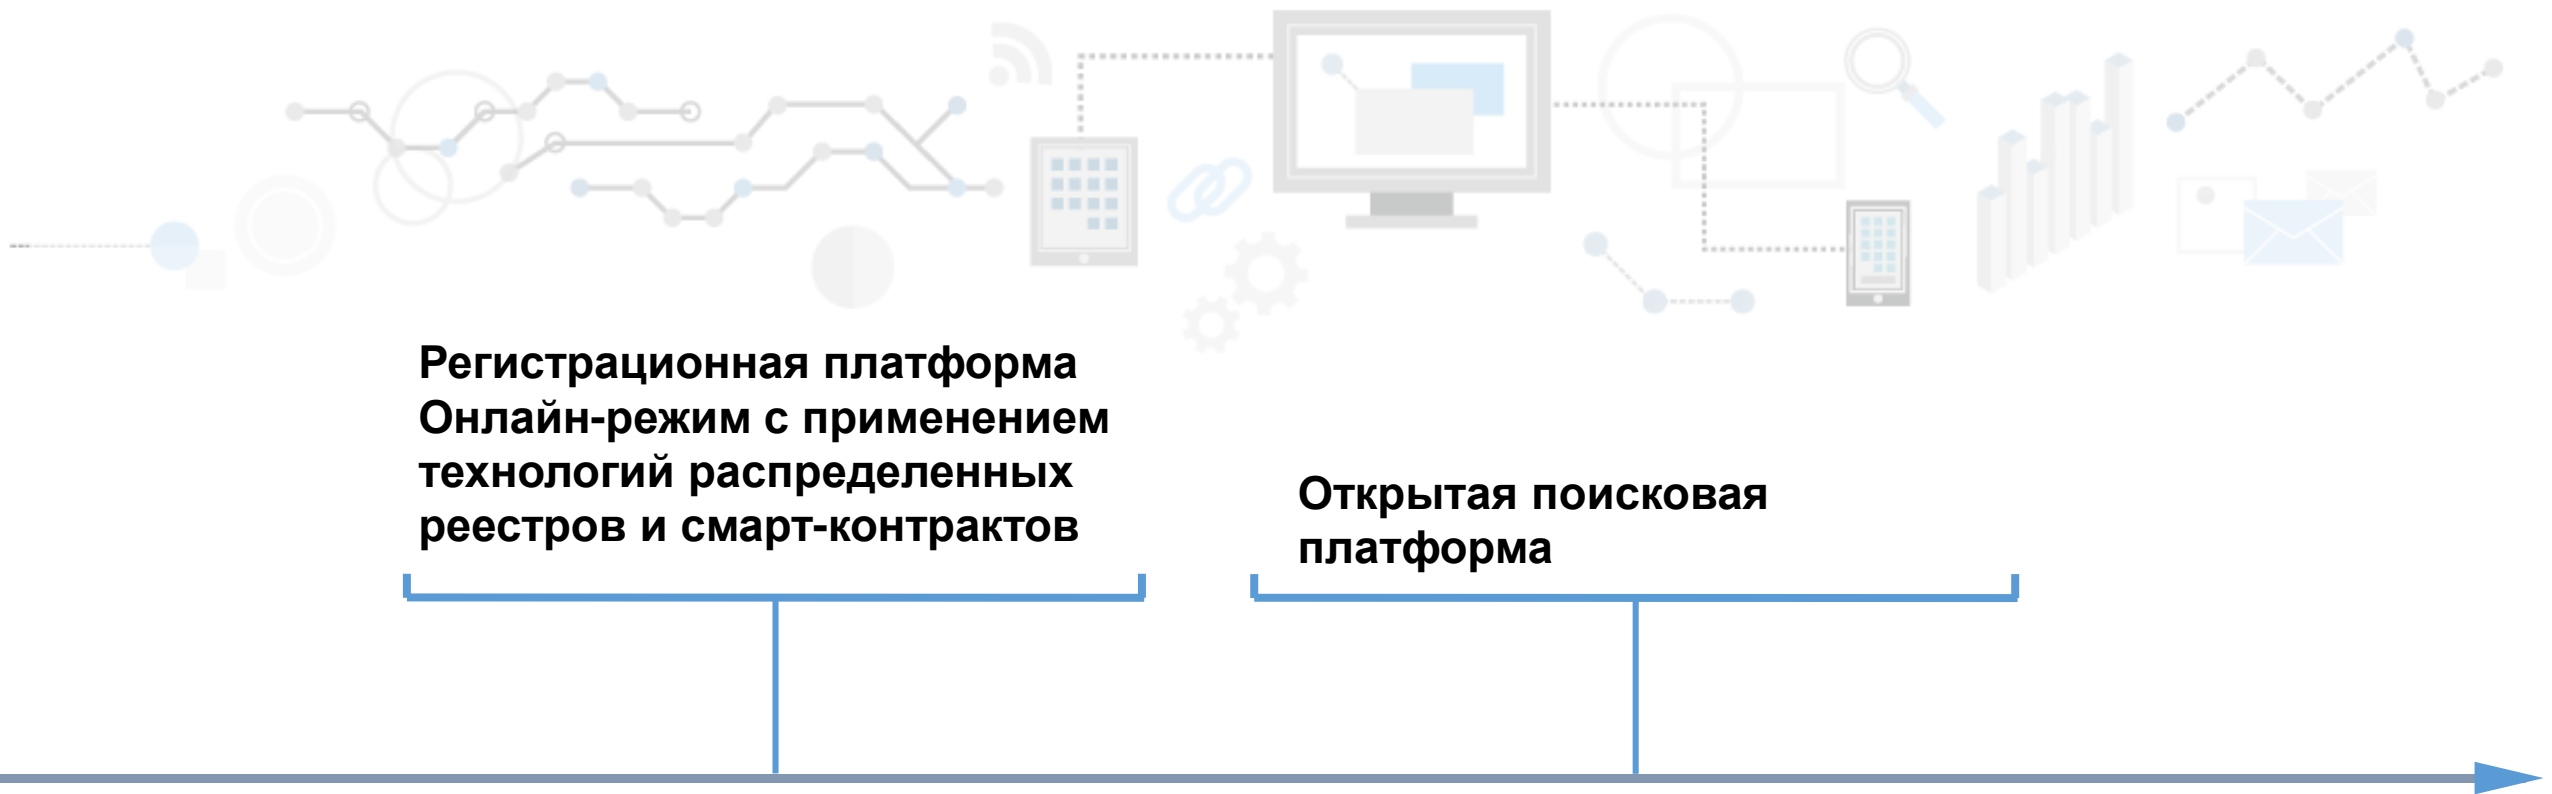 Регистрационная платформа
Онлайн-режим с применением
технологий распределенных
реестров и смарт-контрактов
Открытая поисковая
платформа